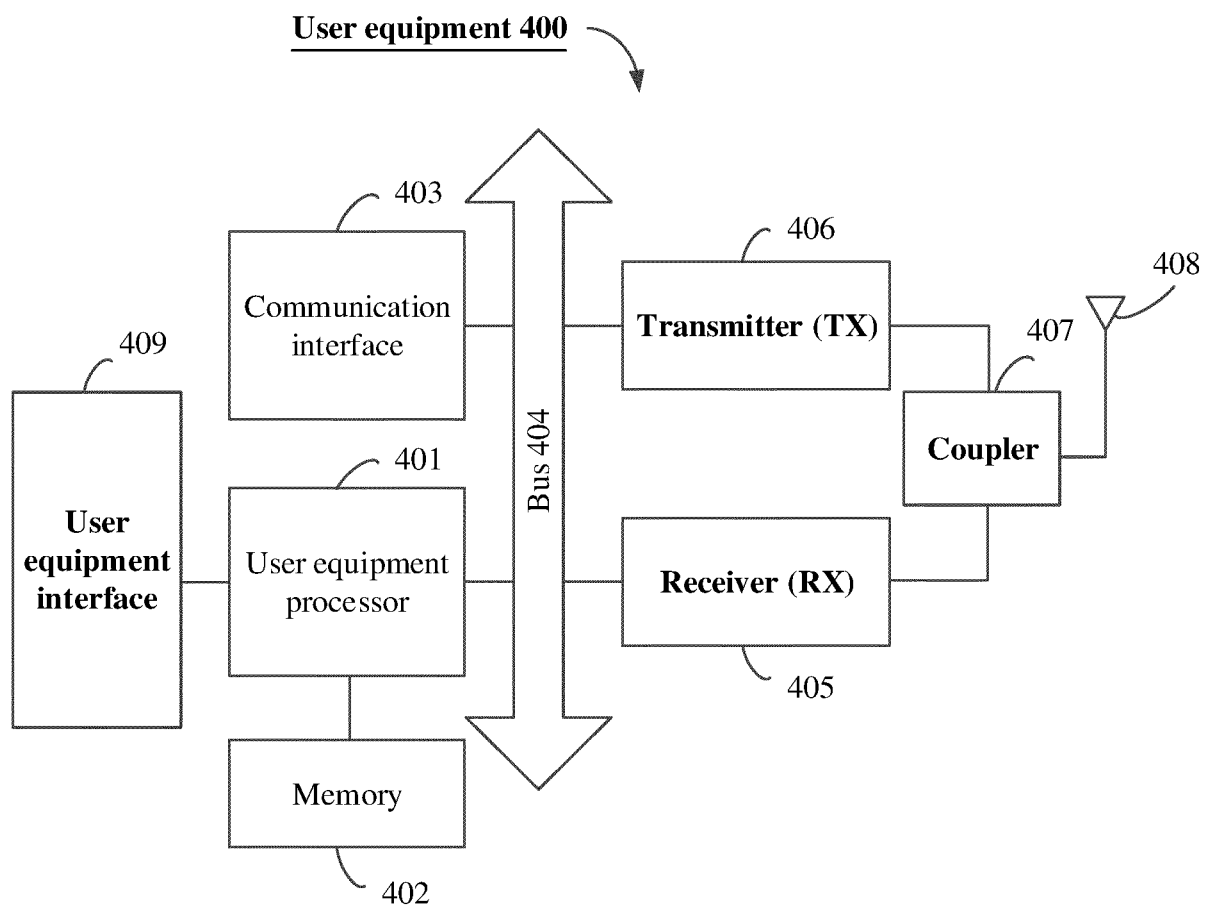 User equipment 400
403
Communication
interface
406
Transmitter (TX)
408
407
Coupler
409
User
equipment
interface
401
User equipment
processor
Bus 404
Receiver (RX)
405
Memory
402